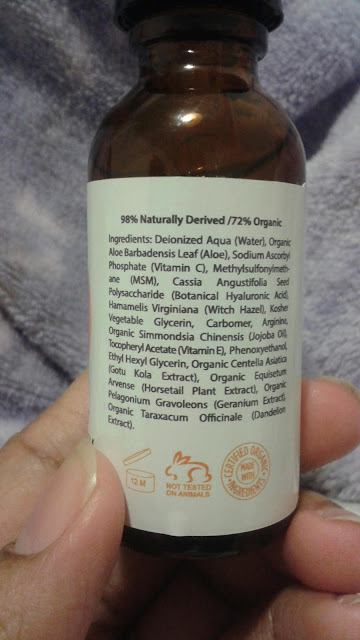 98% Naturally Derived /72% Organic
Ingredients: Deionized Aqua (Water), Organic
Aloe Barbadensis Leaf (Aloe), Sodium Ascorbyl
Phosphate (Vitamin C), Methylsulfonylmeth-
ane (MSM), Cassia Angustifolia Seed
Polysaccharide (Botanical Hyaluronic Acid),
Hamamelis Virginiana (Witch Hazel), Kosher
Vegetable Glycerin, Carbomer, Arginine,
Organic Simmondsia Chinensis (Jojoba Oil),
Tocopheryl Acetate (Vitamin E), Phenoxyethanol,
Ethyl Hexyl Glycerin, Organic Centella Asiatica
(Gotu Kola Extract), Organic Equisetum
Arvense (Horsetail Plant Extract), Organic
Pelagonium Gravoleons (Geranium Extract),
Organic Taraxacum Officinale (Dandelion
Extract).
12 M
NOT TESTED
ON ANIMALS
CERTIFIED ORGANIC
MADE
WITH
INGREDIENTS